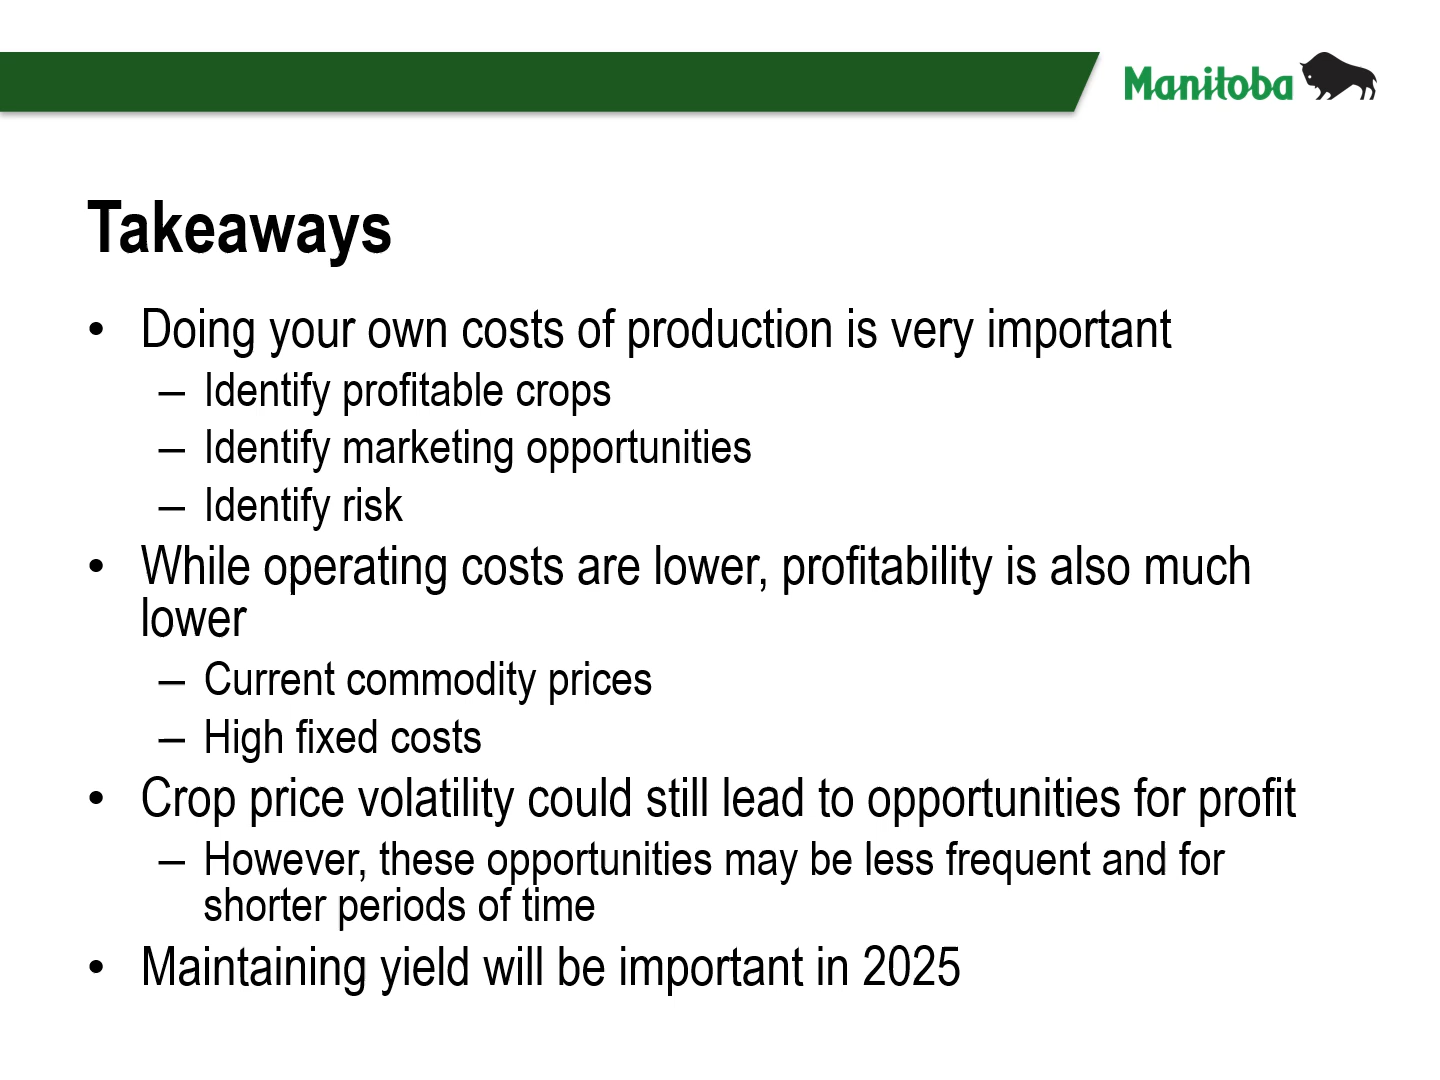 Manitoba
Takeaways
• Doing your own costs of production is very important
– Identify profitable crops
– Identify marketing opportunities
– Identify risk
• While operating costs are lower, profitability is also much
lower
– Current commodity prices
– High fixed costs
• Crop price volatility could still lead to opportunities for profit
– However, these opportunities may be less frequent and for
shorter periods of time
• Maintaining yield will be important in 2025